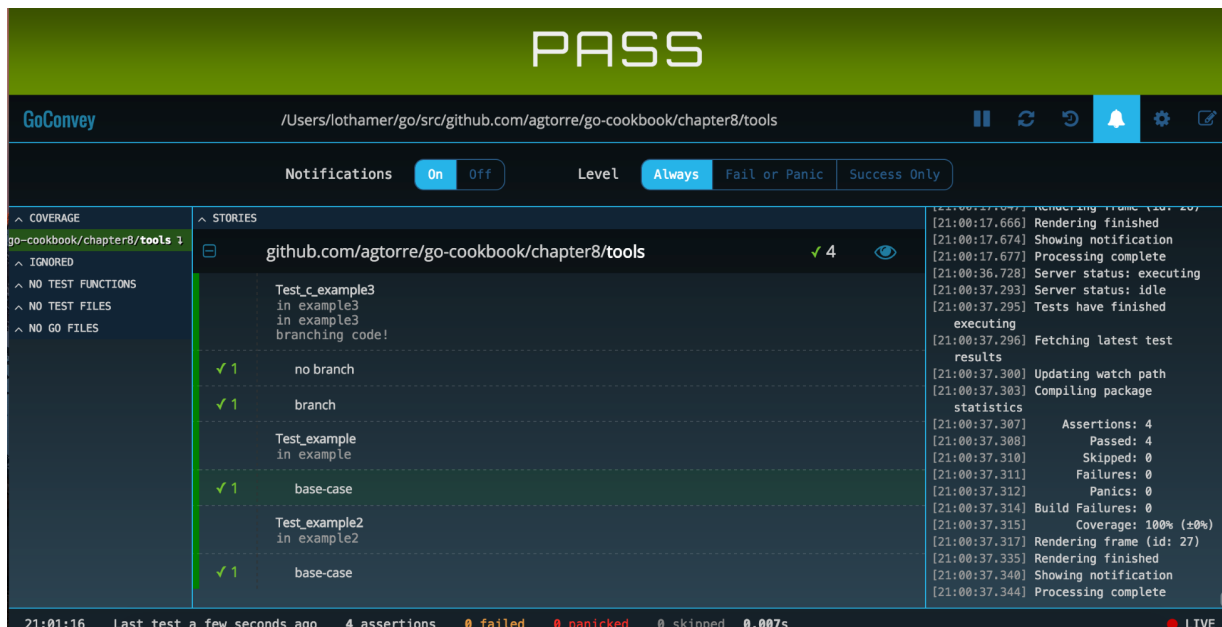 PASS
GoConvey
/Users/lothamer/go/src/github.com/agtorre/go-cookbook/chapter8/tools
Notifications On Off Level Always Fail or Panic Success Only
COVERAGE
go-cookbook/chapter8/tools
IGNORED
NO TEST FUNCTIONS
NO TEST FILES
NO GO FILES
STORIES
github.com/agtorre/go-cookbook/chapter8/tools ✓ 4
Test_c_example3
in example3
in example3
branching code!
✓ 1 no branch
✓ 1 branch
Test_example
in example
✓ 1 base-case
Test_example2
in example2
✓ 1 base-case
[21:00:17.647] Rendering frame (id: 26)
[21:00:17.666] Rendering finished
[21:00:17.674] Showing notification
[21:00:17.677] Processing complete
[21:00:36.728] Server status: executing
[21:00:37.293] Server status: idle
[21:00:37.295] Tests have finished
executing
[21:00:37.296] Fetching latest test
results
[21:00:37.300] Updating watch path
[21:00:37.303] Compiling package
statistics
[21:00:37.307] Assertions: 4
[21:00:37.308] Passed: 4
[21:00:37.310] Skipped: 0
[21:00:37.311] Failures: 0
[21:00:37.312] Panics: 0
[21:00:37.314] Build Failures: 0
[21:00:37.315] Coverage: 100% (±0%)
[21:00:37.317] Rendering frame (id: 27)
[21:00:37.335] Rendering finished
[21:00:37.340] Showing notification
[21:00:37.344] Processing complete
21:01:16 Last test a few seconds ago 4 assertions 0 failed 0 panicked 0 skipped 0.007s LIVE